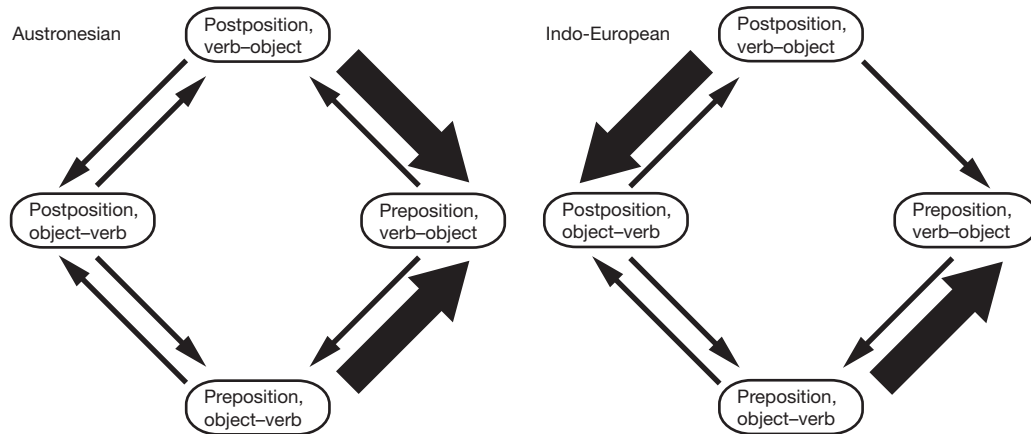 Austronesian
Postposition,
verb–object
Postposition,
object–verb
Preposition,
verb–object
Preposition,
object–verb
Indo-European
Postposition,
verb–object
Postposition,
object–verb
Preposition,
verb–object
Preposition,
object–verb